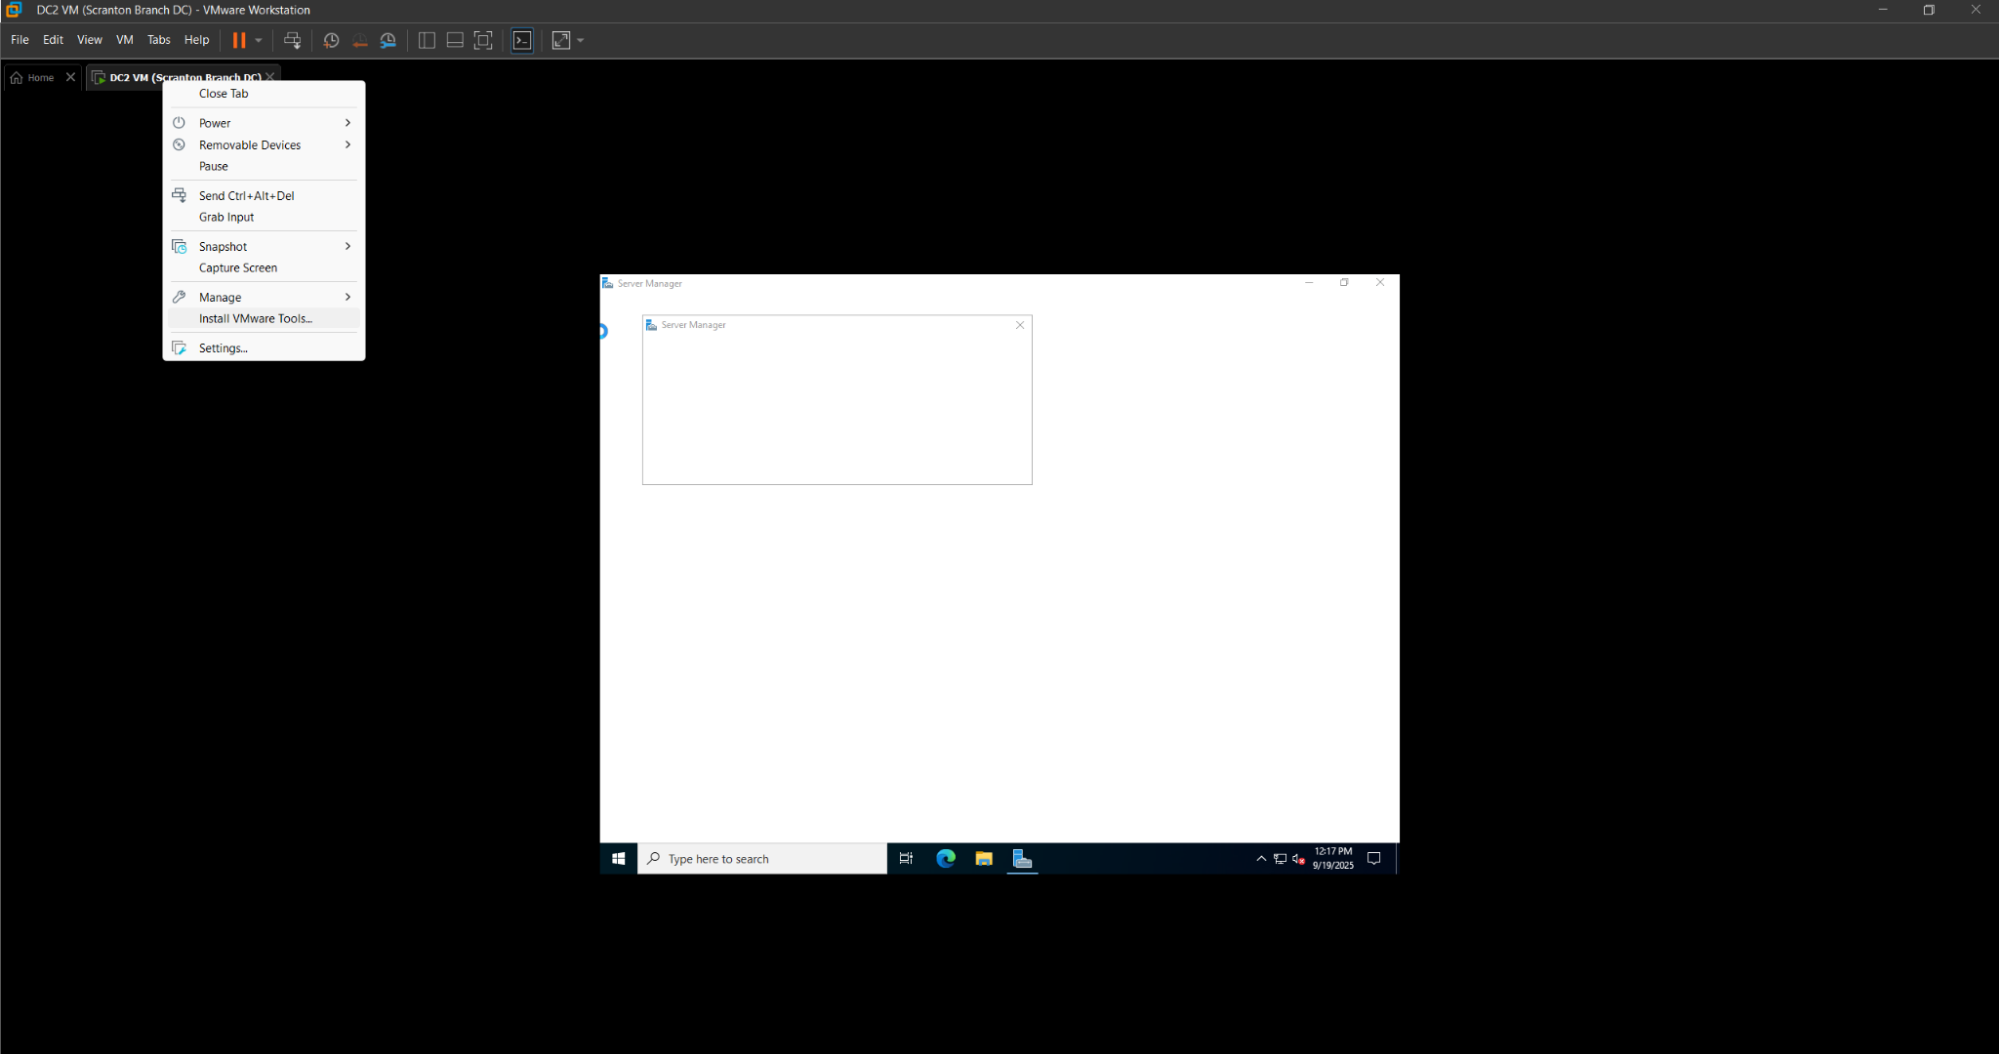 DC2 VM (Scranton Branch DC) - VMware Workstation
File Edit View VM Tabs Help
Home
DC2 VM (Scranton Branch DC)
Close Tab
Power
Removable Devices
Pause
Send Ctrl+Alt+Del
Grab Input
Snapshot
Capture Screen
Manage
Install VMware Tools...
Settings...
Server Manager
Server Manager
Type here to search
12:17 PM
9/19/2025